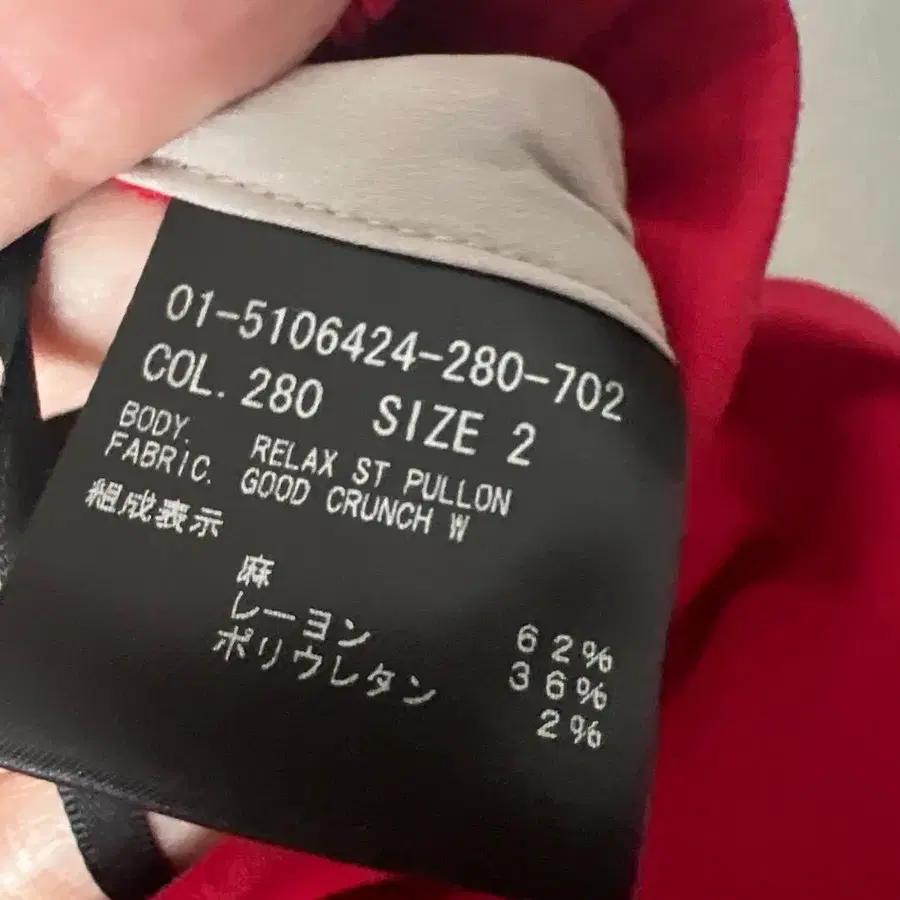 01-5106424-280-702
COL. 280 SIZE 2
BODY. RELAX ST PULLON
FABRIC. GOOD CRUNCH W
組成表示
麻 62%
レーヨン 36%
ポリウレタン 2%